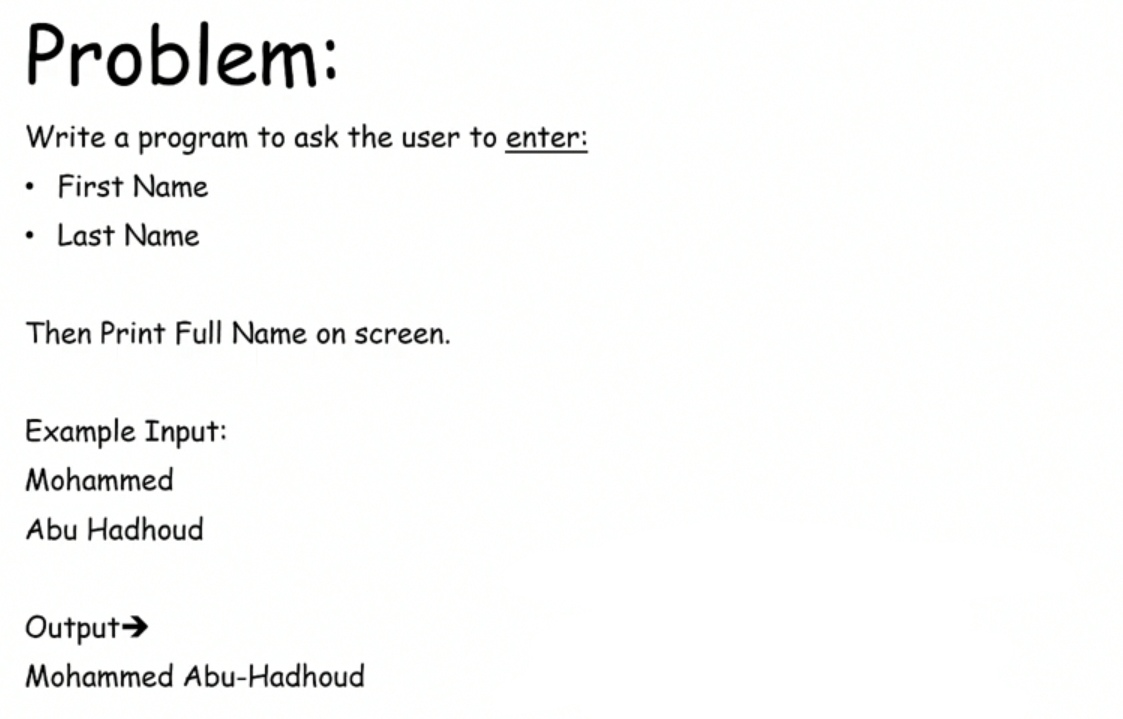 Problem:
Write a program to ask the user to enter:
• First Name
• Last Name
Then Print Full Name on screen.
Example Input:
Mohammed
Abu Hadhoud
Output➔
Mohammed Abu-Hadhoud